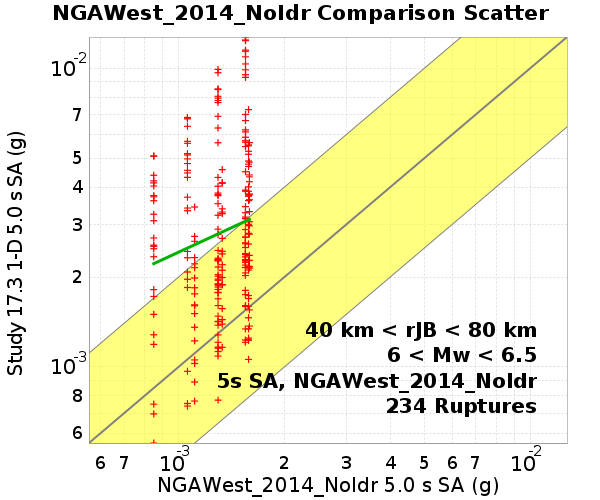 NGAWest_2014_NoIdr Comparison Scatter
Study 17.3 1-D 5.0 s SA (g)
10-2
7
5
4
3
2
10-3
8
6
40 km < rJB < 80 km
6 < Mw < 6.5
5s SA, NGAWest_2014_NoIdr
234 Ruptures
6 7 10-3 2 3 4 5 6 7 8 10-2
NGAWest_2014_NoIdr 5.0 s SA (g)